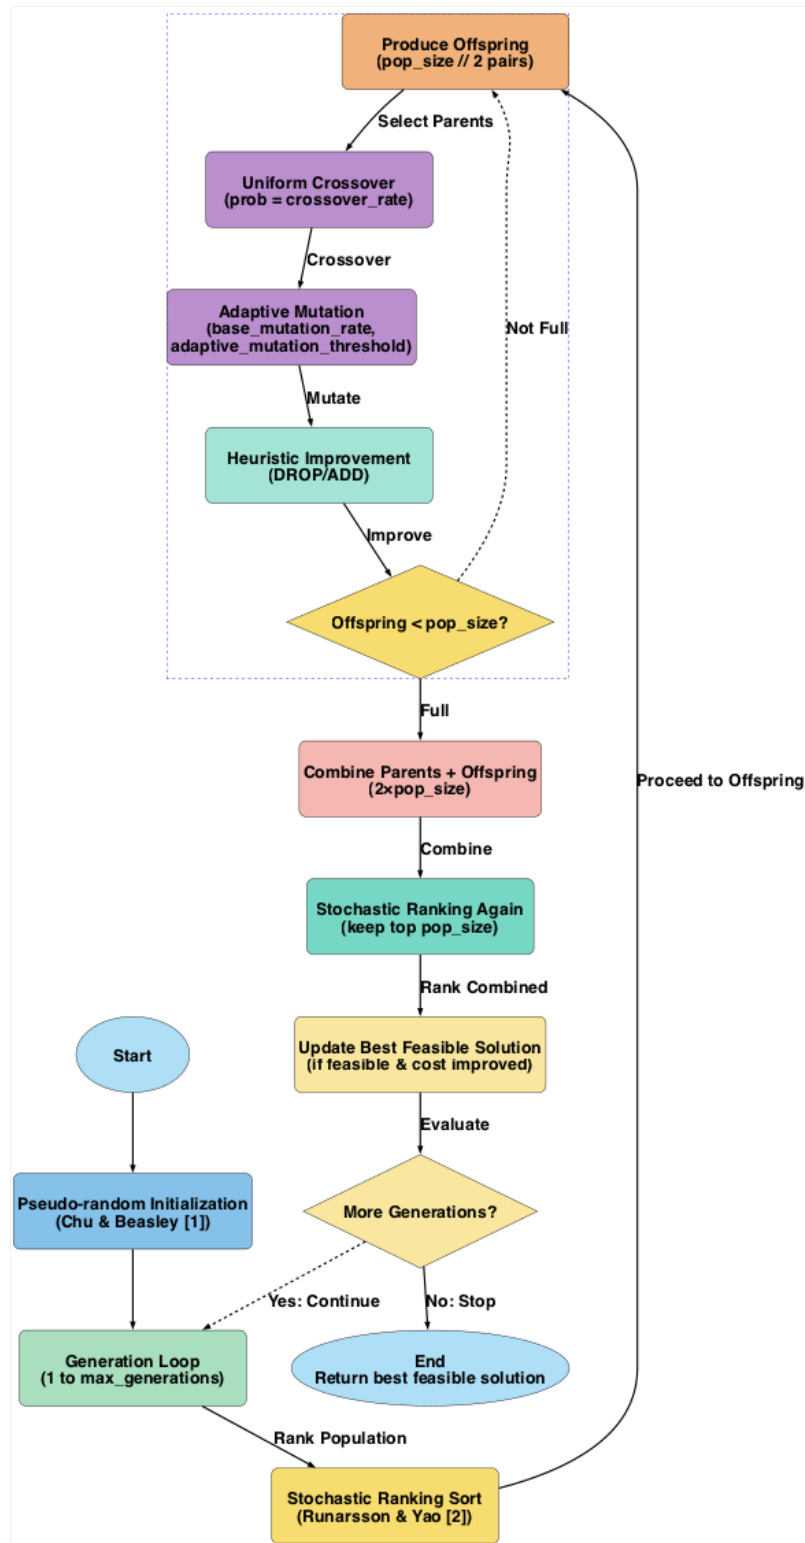 Produce Offspring
(pop_size // 2 pairs)
Select Parents
Uniform Crossover
(prob = crossover_rate)
Crossover
Adaptive Mutation
(base_mutation_rate,
adaptive_mutation_threshold)
Not Full
Mutate
Heuristic Improvement
(DROP/ADD)
Improve
Offspring < pop_size?
Full
Combine Parents + Offspring
(2×pop_size)
Proceed to Offspring
Combine
Stochastic Ranking Again
(keep top pop_size)
Rank Combined
Start
Update Best Feasible Solution
(if feasible & cost improved)
Evaluate
Pseudo-random Initialization
(Chu & Beasley [1])
More Generations?
Yes: Continue
No: Stop
Generation Loop
(1 to max_generations)
End
Return best feasible solution
Rank Population
Stochastic Ranking Sort
(Runarsson & Yao [2])